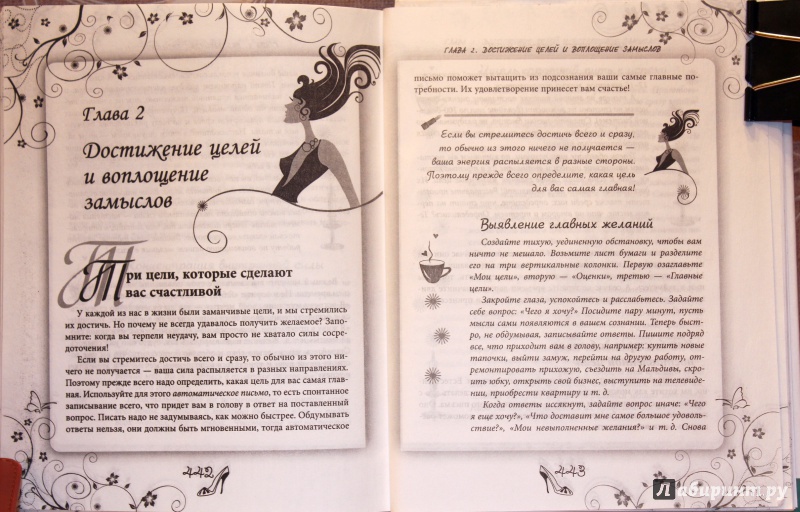 Глава 2
Достижение целей
и воплощение
замыслов
Три цели, которые сделают
вас счастливой
У каждой из нас в жизни были заманчивые цели, и мы стремились
их достичь. Но почему не всегда удавалось получить желаемое? Запо-
мните: когда вы терпели неудачу, вам просто не хватало силы сосре-
доточения!
Если вы стремитесь достичь всего и сразу, то обычно из этого ни-
чего не получается — ваша сила распыляется в разных направлениях.
Поэтому прежде всего надо определить, какая цель для вас самая глав-
ная. Используйте для этого автоматическое письмо, то есть спонтанное
записывание всего, что придет вам в голову в ответ на поставленный
вопрос. Писать надо не задумываясь, как можно быстрее. Обдумывать
ответы нельзя, они должны быть мгновенными, тогда автоматическое
442
ГЛАВА 2. ДОСТИЖЕНИЕ ЦЕЛЕЙ И ВОПЛОЩЕНИЕ ЗАМЫСЛОВ
письмо поможет вытащить из подсознания ваши самые главные по-
требности. Их удовлетворение принесет вам счастье!
Если вы стремитесь достичь всего и сразу,
то обычно из этого ничего не получается —
ваша энергия распыляется в разные стороны.
Поэтому прежде всего определите, какая цель
для вас самая главная!
Выявление главных желаний
Создайте тихую, уединенную обстановку, чтобы вам
ничто не мешало. Возьмите лист бумаги и разделите
его на три вертикальные колонки. Первую озаглавьте
«Мои цели», вторую — «Оценки», третью — «Главные
цели».
Закройте глаза, успокойтесь и расслабьтесь. Задайте
себе вопрос: «Чего я хочу?» Посидите пару минут, пусть
мысли сами появляются в вашем сознании. Теперь быст-
ро, не обдумывая, записывайте ответы. Пишите подряд
все, что приходит вам в голову, например: купить новые
тапочки, выйти замуж, перейти на другую работу, от-
ремонтировать прихожую, съездить на Мальдивы, скро-
ить юбку, открыть свой бизнес, выступить на телевиде-
нии, приобрести квартиру и т. д.
Когда ответы иссякнут, задайте вопрос иначе: «Чего
я еще хочу?», «Что доставит мне самое большое удоволь-
ствие?», «Мои невыполненные желания?» и т. д. Снова
443
Лабиринт.ру